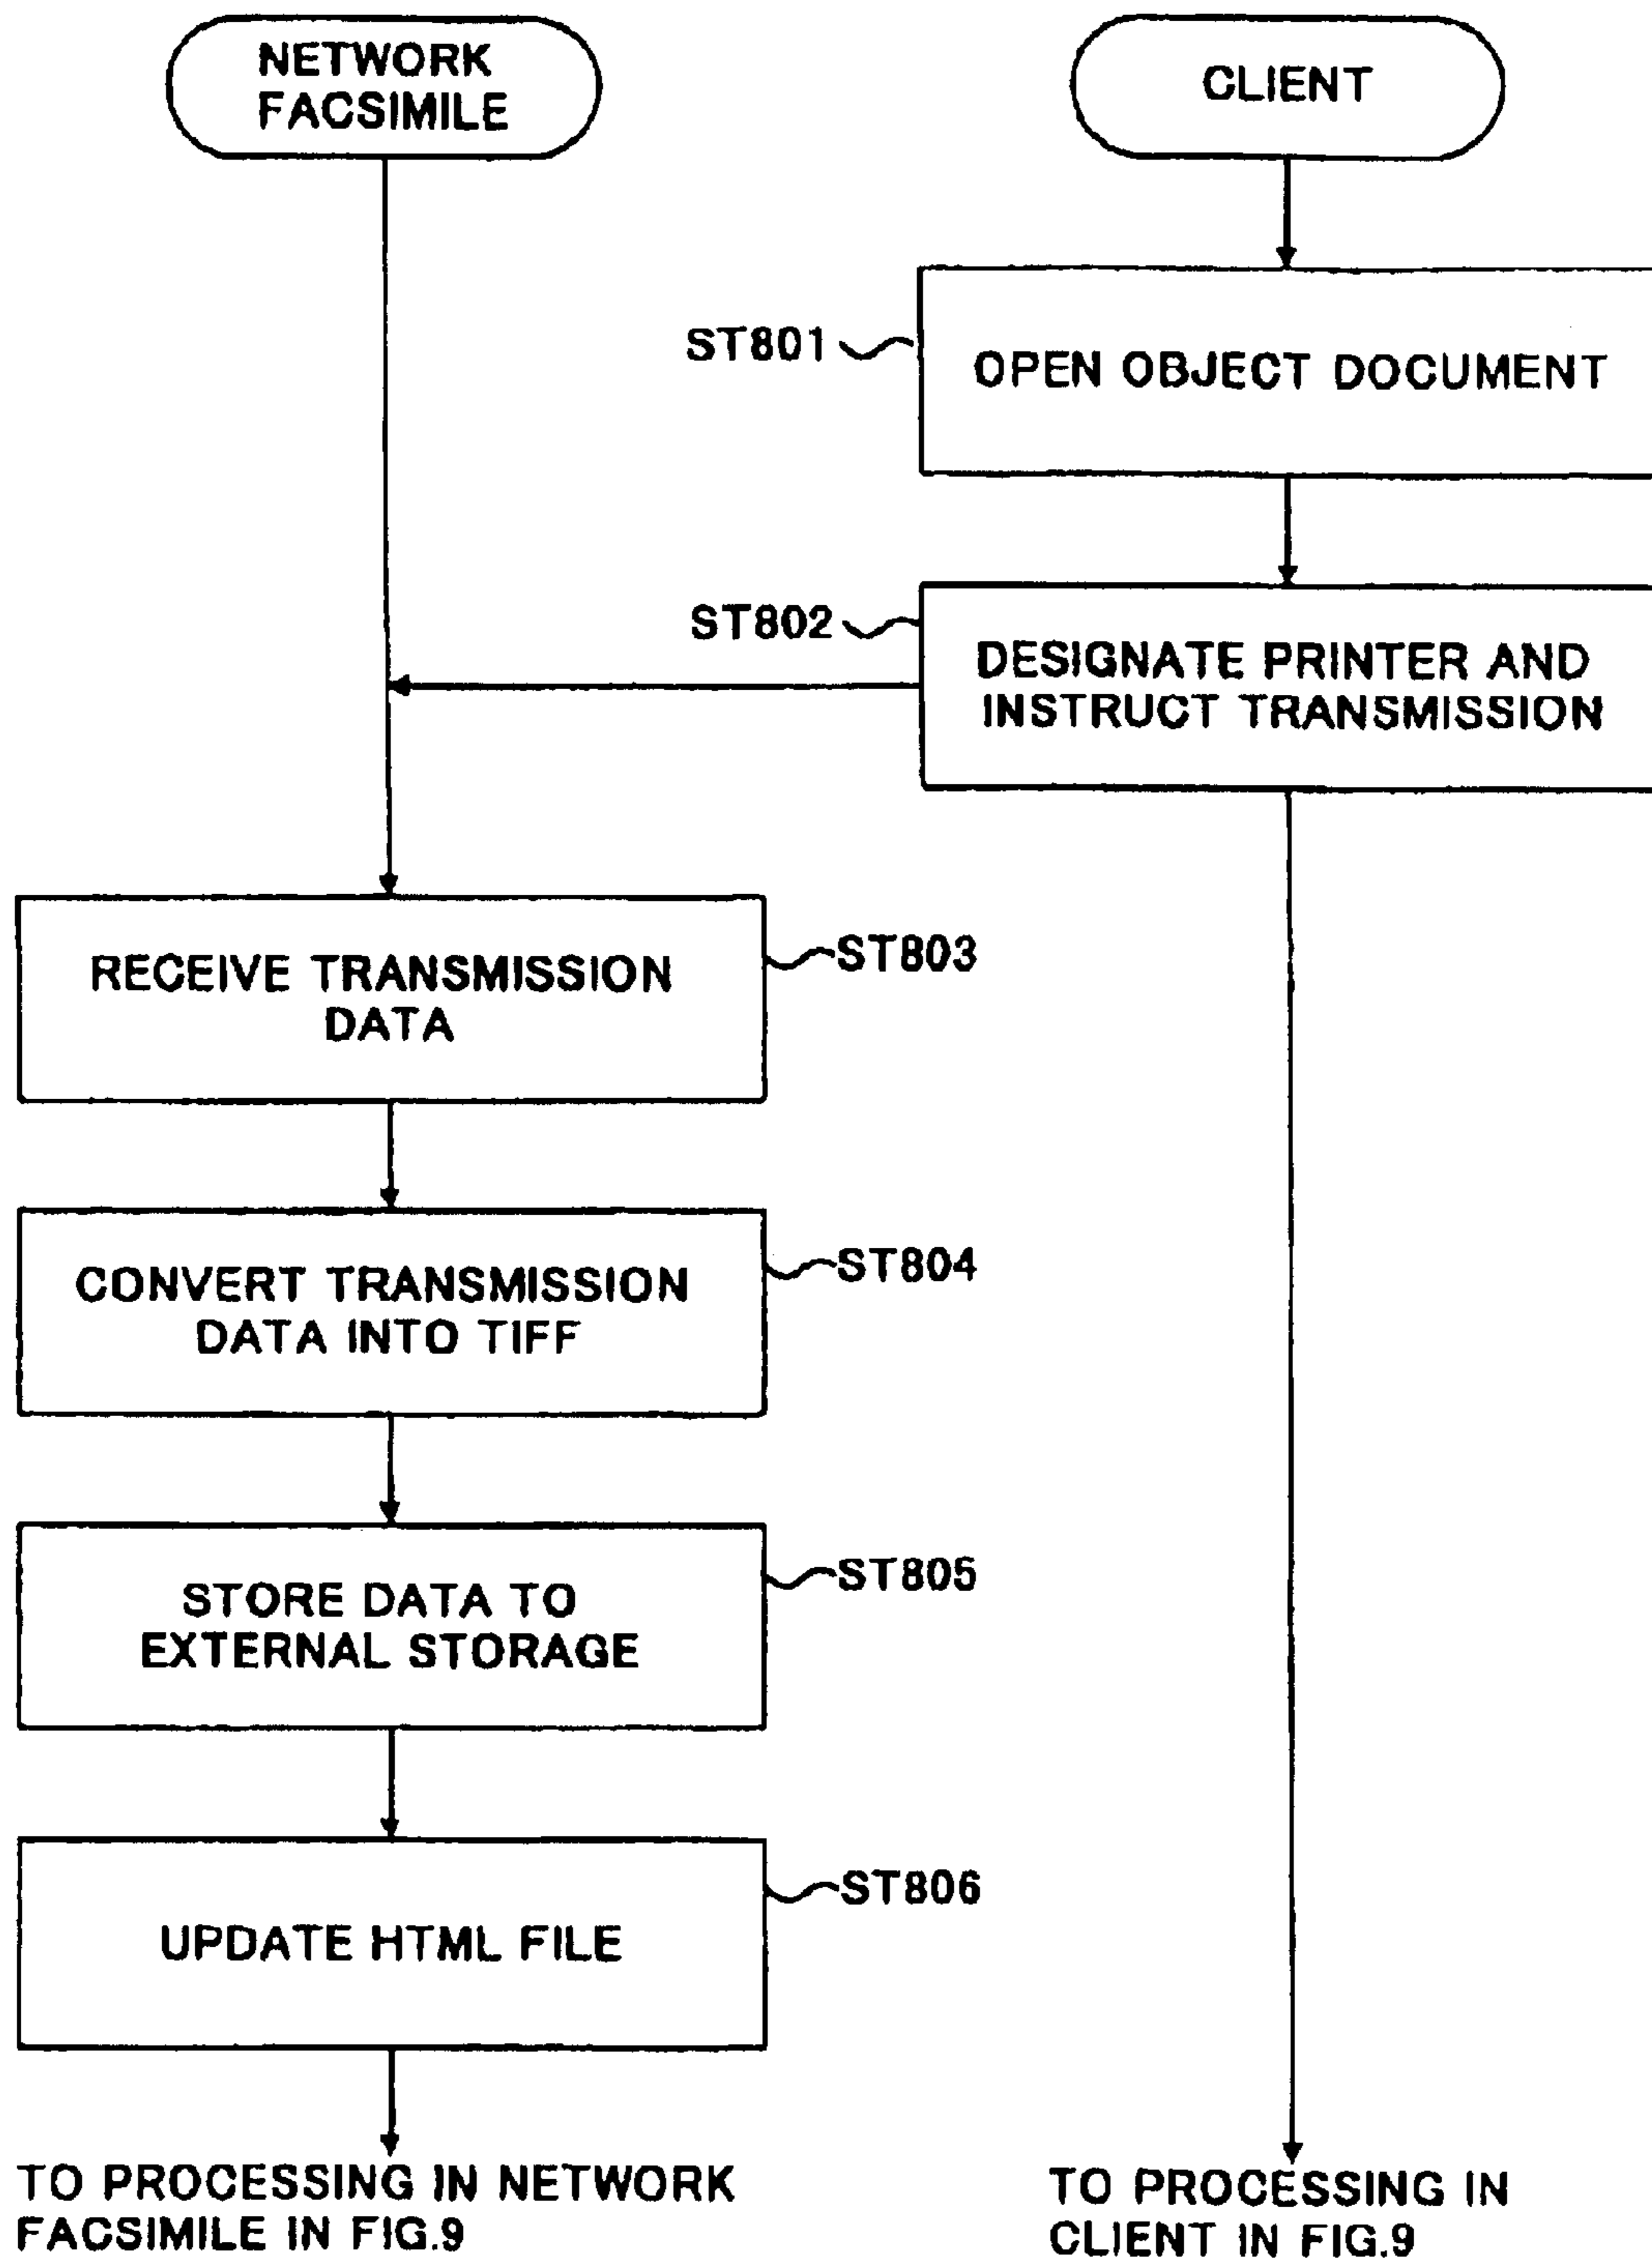 NETWORK
FACSIMILE
CLIENT
ST801
OPEN OBJECT DOCUMENT
ST802
DESIGNATE PRINTER AND
INSTRUCT TRANSMISSION
RECEIVE TRANSMISSION
DATA
ST803
CONVERT TRANSMISSION
DATA INTO TIFF
ST804
STORE DATA TO
EXTERNAL STORAGE
ST805
UPDATE HTML FILE
ST806
TO PROCESSING IN NETWORK
FACSIMILE IN FIG.9
TO PROCESSING IN
CLIENT IN FIG.9